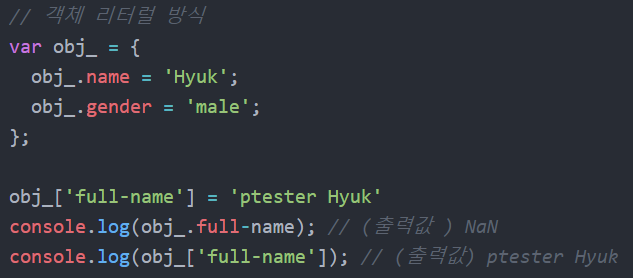 // 객체 리터럴 방식
var obj_ = {
  obj_.name = 'Hyuk';
  obj_.gender = 'male';
};

obj_['full-name'] = 'ptester Hyuk'
console.log(obj_.full-name); // (출력값 ) NaN
console.log(obj_['full-name']); // (출력값) ptester Hyuk